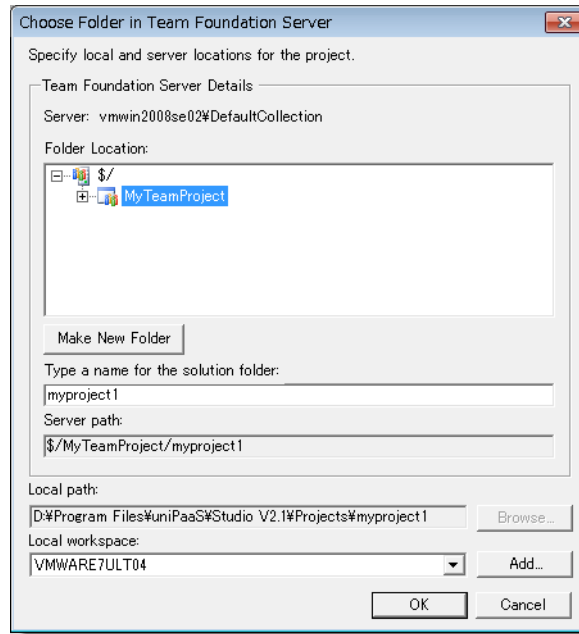 Choose Folder in Team Foundation Server
Specify local and server locations for the project.
Team Foundation Server Details
Server: vmwin2008se02¥DefaultCollection
Folder Location:
$/
MyTeamProject
Make New Folder
Type a name for the solution folder:
myproject1
Server path:
$/MyTeamProject/myproject1
Local path:
D:¥Program Files¥uniPaaS¥Studio V2.1¥Projects¥myproject1 Browse...
Local workspace:
VMWARE7ULT04 Add...
OK Cancel